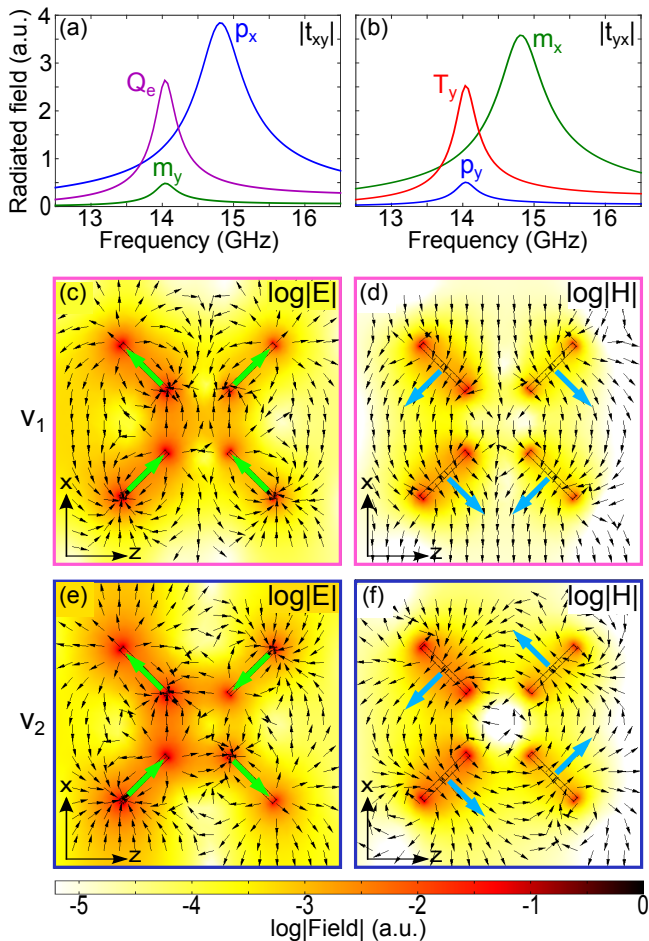 (a) |t_xy| (b) |t_yx|
Radiated field (a.u.)
4
3
2
1
0
p_x
Q_e
m_y
m_x
T_y
p_y
13 14 15 16 13 14 15 16
Frequency (GHz) Frequency (GHz)
(c) log|E| (d) log|H|
v_1
x z x z
(e) log|E| (f) log|H|
v_2
x z x z
-5 -4 -3 -2 -1 0
log|Field| (a.u.)